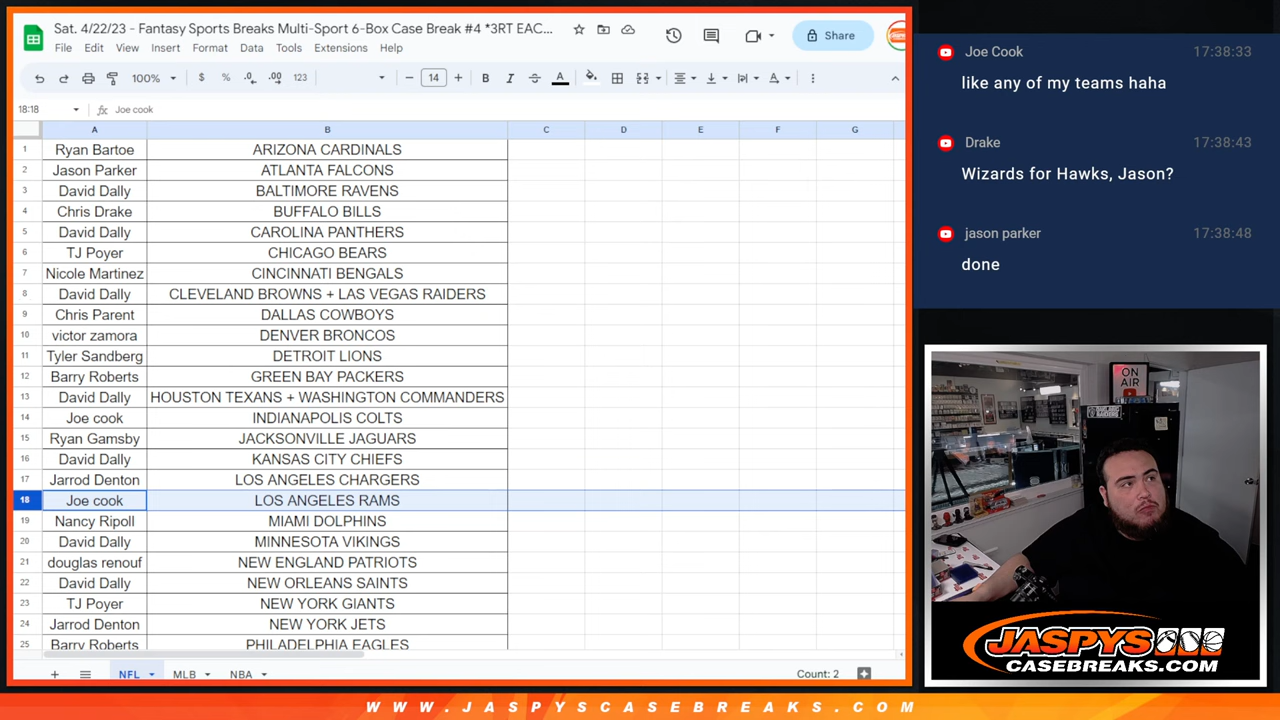 Sat. 4/22/23 - Fantasy Sports Breaks Multi-Sport 6-Box Case Break #4 *3RT EAC...
File Edit View Insert Format Data Tools Extensions Help
Share
100% $ % .0 .00 123 14 B I S A
18:18 fx Joe cook
A B C D E F G
1 Ryan Bartoe ARIZONA CARDINALS
2 Jason Parker ATLANTA FALCONS
3 David Dally BALTIMORE RAVENS
4 Chris Drake BUFFALO BILLS
5 David Dally CAROLINA PANTHERS
6 TJ Poyer CHICAGO BEARS
7 Nicole Martinez CINCINNATI BENGALS
8 David Dally CLEVELAND BROWNS + LAS VEGAS RAIDERS
9 Chris Parent DALLAS COWBOYS
10 victor zamora DENVER BRONCOS
11 Tyler Sandberg DETROIT LIONS
12 Barry Roberts GREEN BAY PACKERS
13 David Dally HOUSTON TEXANS + WASHINGTON COMMANDERS
14 Joe cook INDIANAPOLIS COLTS
15 Ryan Gamsby JACKSONVILLE JAGUARS
16 David Dally KANSAS CITY CHIEFS
17 Jarrod Denton LOS ANGELES CHARGERS
18 Joe cook LOS ANGELES RAMS
19 Nancy Ripoll MIAMI DOLPHINS
20 David Dally MINNESOTA VIKINGS
21 douglas renouf NEW ENGLAND PATRIOTS
22 David Dally NEW ORLEANS SAINTS
23 TJ Poyer NEW YORK GIANTS
24 Jarrod Denton NEW YORK JETS
25 Barry Roberts PHILADELPHIA EAGLES
NFL MLB NBA Count: 2
Joe Cook 17:38:33
like any of my teams haha
Drake 17:38:43
Wizards for Hawks, Jason?
jason parker 17:38:48
done
ON
AIR
JASPYS
CASEBREAKS.COM
WWW.JASPYSCASEBREAKS.COM